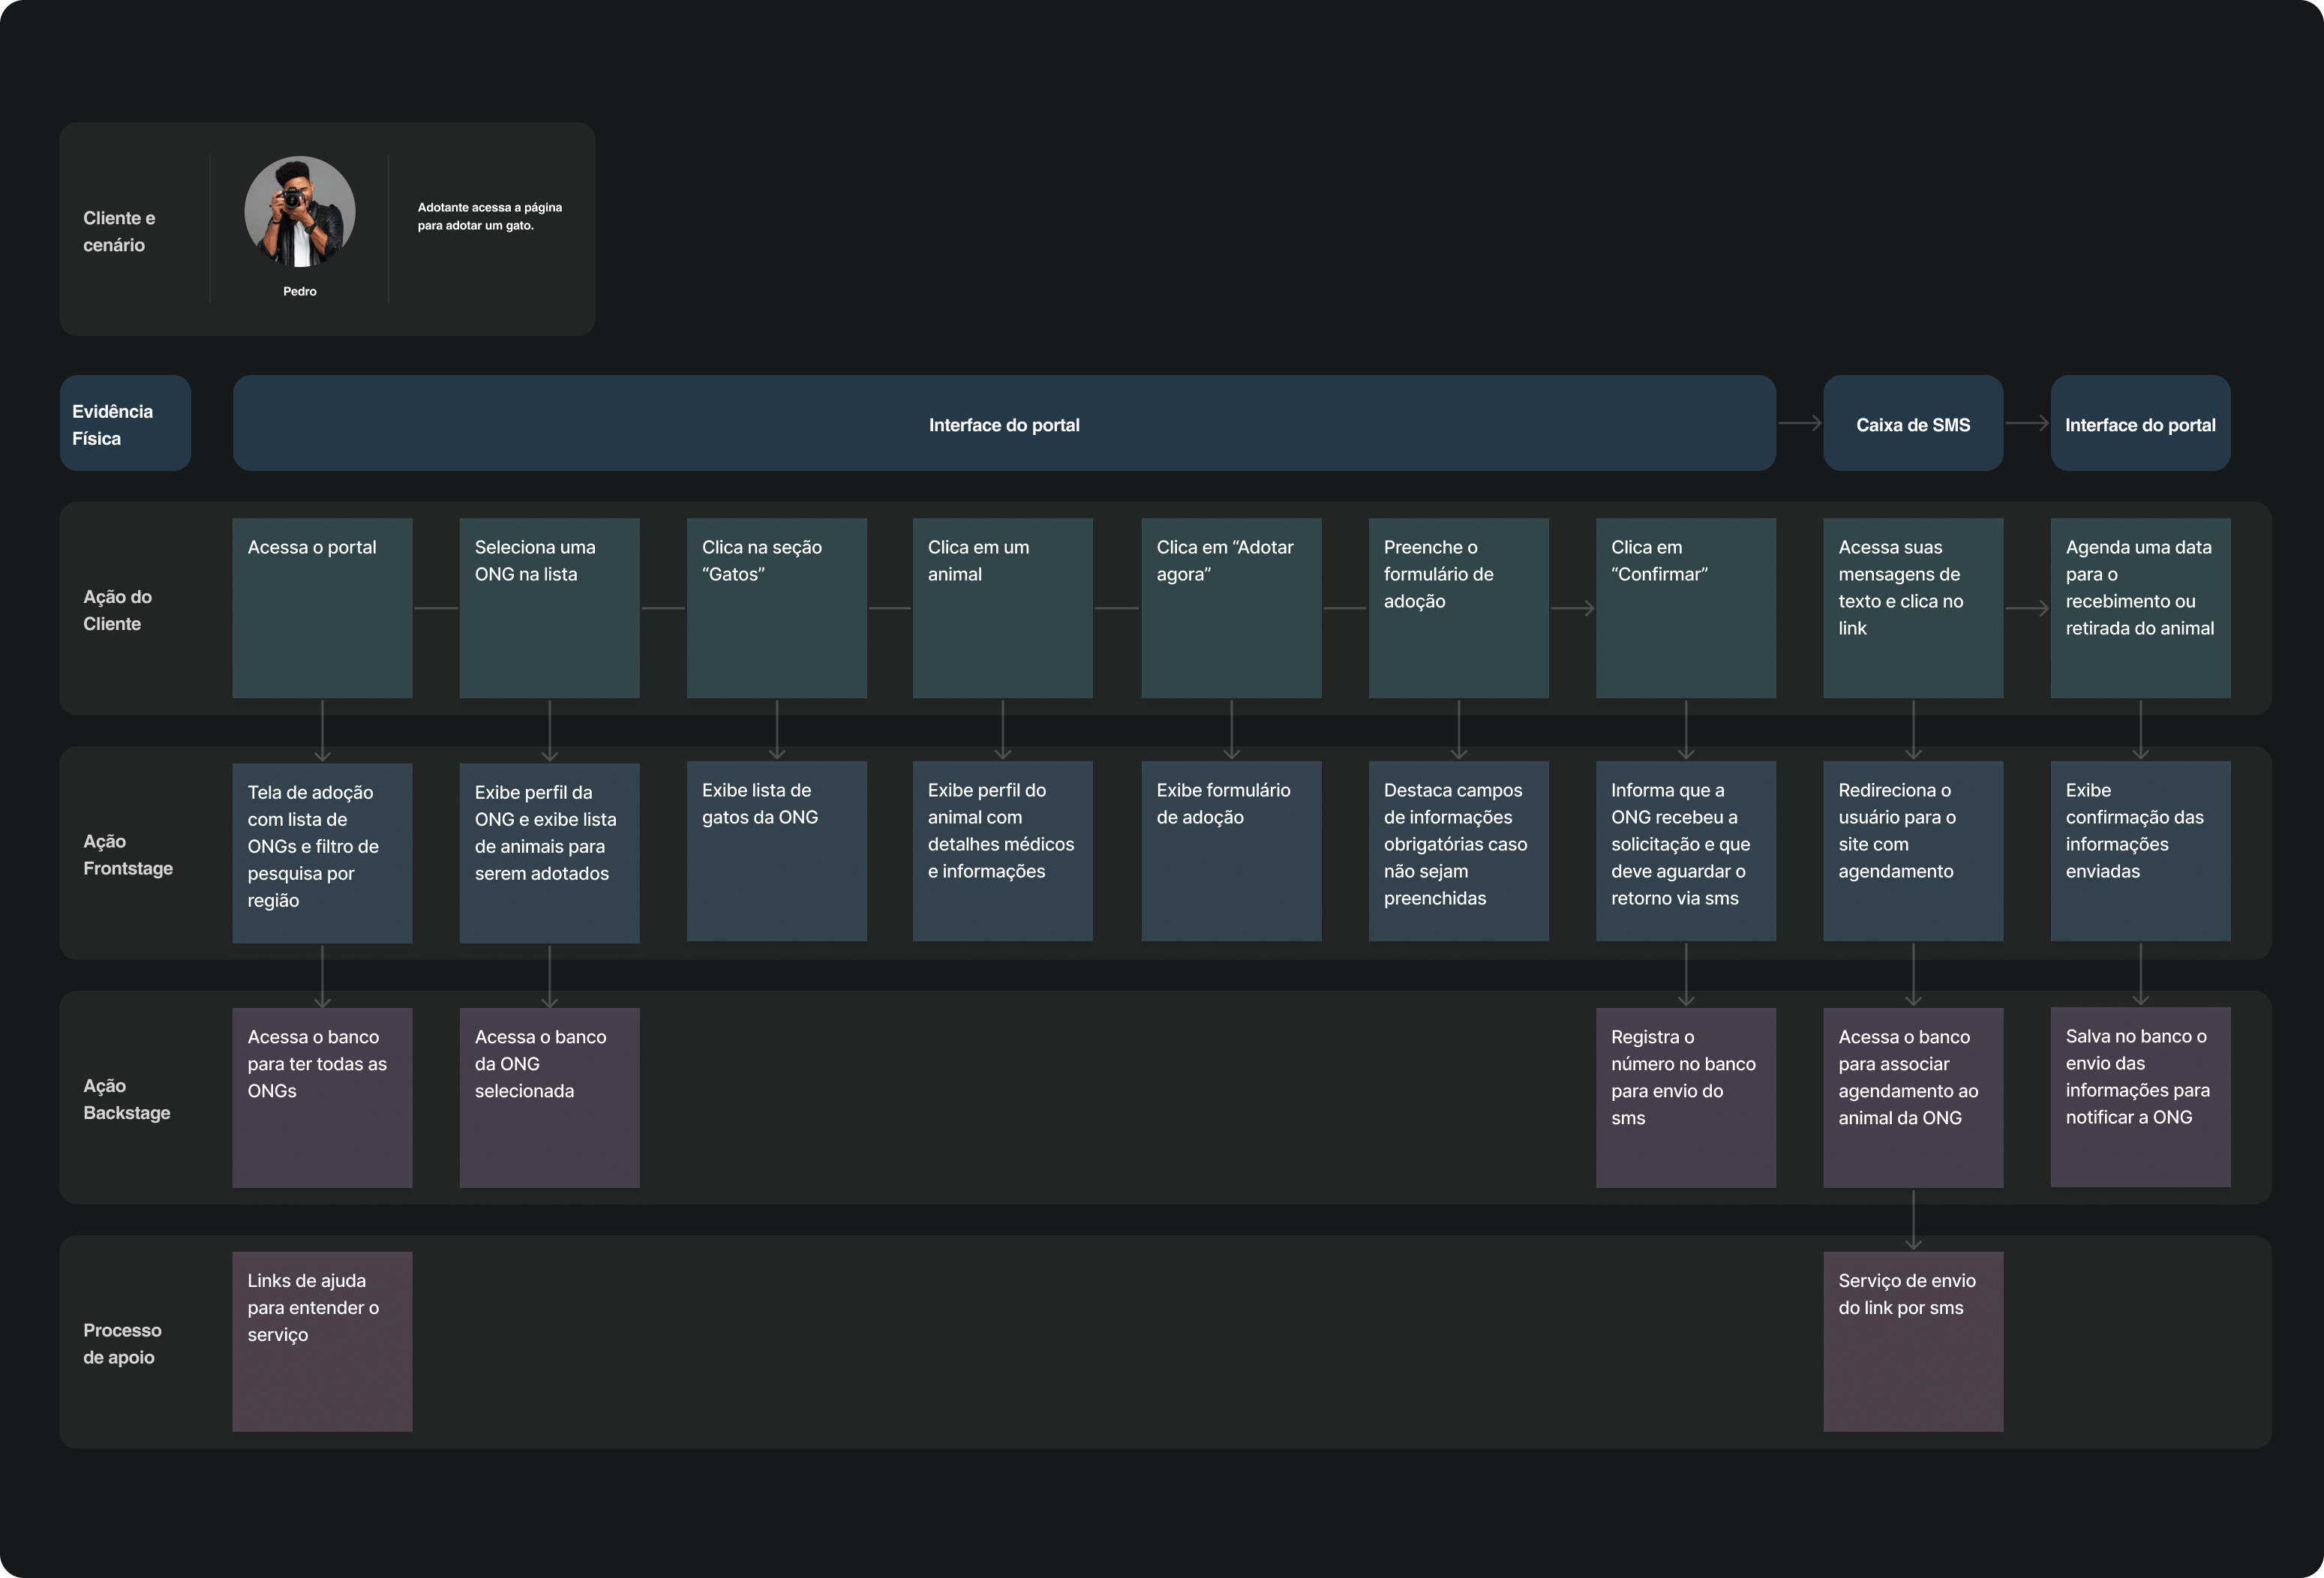 Cliente e
cenário
Pedro
Adotante acessa a página
para adotar um gato.
Evidência
Física
Interface do portal
Caixa de SMS
Interface do portal
Ação do
Cliente
Acessa o portal
Seleciona uma
ONG na lista
Clica na seção
“Gatos”
Clica em um
animal
Clica em “Adotar
agora”
Preenche o
formulário de
adoção
Clica em
“Confirmar”
Acessa suas
mensagens de
texto e clica no
link
Agenda uma data
para o
recebimento ou
retirada do animal
Ação
Frontstage
Tela de adoção
com lista de
ONGs e filtro de
pesquisa por
região
Exibe perfil da
ONG e exibe lista
de animais para
serem adotados
Exibe lista de
gatos da ONG
Exibe perfil do
animal com
detalhes médicos
e informações
Exibe formulário
de adoção
Destaca campos
de informações
obrigatórias caso
não sejam
preenchidas
Informa que a
ONG recebeu a
solicitação e que
deve aguardar o
retorno via sms
Redireciona o
usuário para o
site com
agendamento
Exibe
confirmação das
informações
enviadas
Ação
Backstage
Acessa o banco
para ter todas as
ONGs
Acessa o banco
da ONG
selecionada
Registra o
número no banco
para envio do
sms
Acessa o banco
para associar
agendamento ao
animal da ONG
Salva no banco o
envio das
informações para
notificar a ONG
Processo
de apoio
Links de ajuda
para entender o
serviço
Serviço de envio
do link por sms